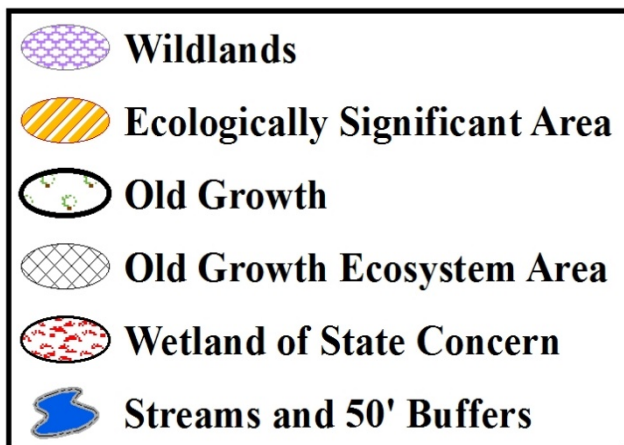 Wildlands
Ecologically Significant Area
Old Growth
Old Growth Ecosystem Area
Wetland of State Concern
Streams and 50' Buffers